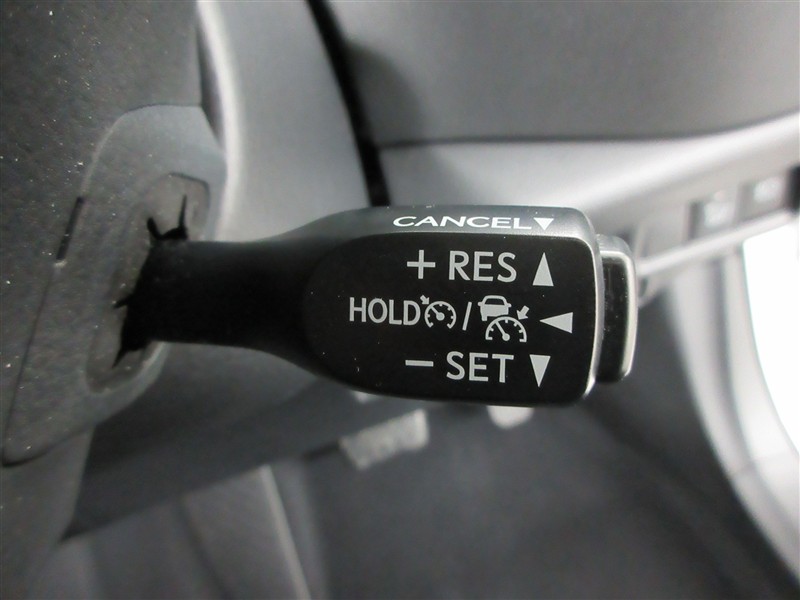 CANCEL▼
+ RES ▲
HOLD / ◀
− SET ▼